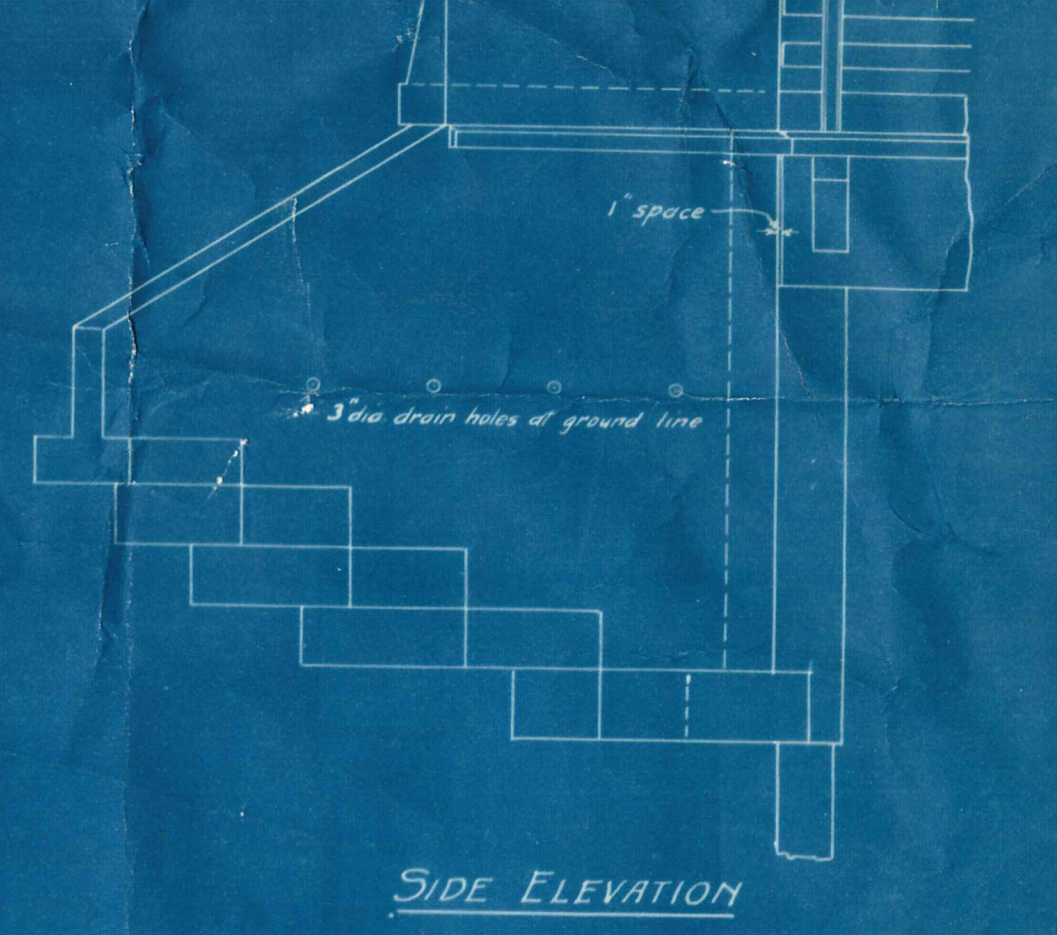 1" space
3" dia. drain holes at ground line
SIDE ELEVATION